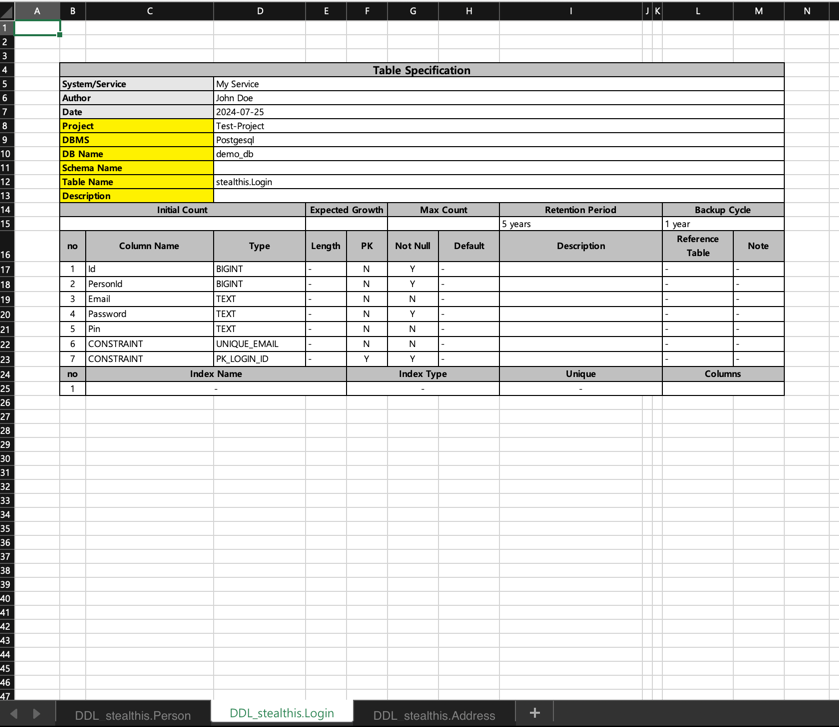 A B C D E F G H I J K L M N
1
2
3
4 Table Specification
5 System/Service My Service
6 Author John Doe
7 Date 2024-07-25
8 Project Test-Project
9 DBMS Postgesql
10 DB Name demo_db
11 Schema Name
12 Table Name stealthis.Login
13 Description
14 Initial Count Expected Growth Max Count Retention Period Backup Cycle
15 5 years 1 year
16 no Column Name Type Length PK Not Null Default Description Reference Table Note
17 1 Id BIGINT - N Y - - -
18 2 PersonId BIGINT - N Y - - -
19 3 Email TEXT - N N - - -
20 4 Password TEXT - N Y - - -
21 5 Pin TEXT - N N - - -
22 6 CONSTRAINT UNIQUE_EMAIL - N N - - -
23 7 CONSTRAINT PK_LOGIN_ID - Y Y - - -
24 no Index Name Index Type Unique Columns
25 1 - - -
26
27
28
29
30
31
32
33
34
35
36
37
38
39
40
41
42
43
44
45
46
47
DDL_stealthis.Person DDL_stealthis.Login DDL_stealthis.Address +